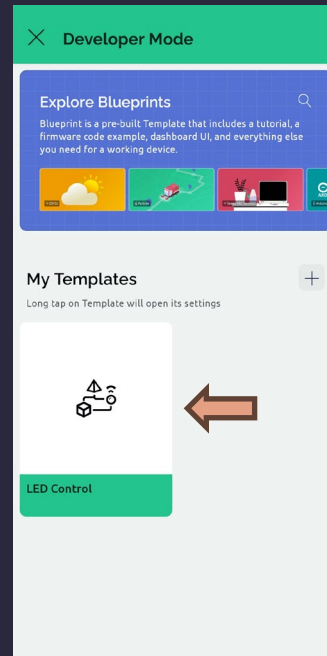 Developer Mode
Explore Blueprints
Blueprint is a pre-built Template that includes a tutorial, a
firmware code example, dashboard UI, and everything else
you need for a working device.
My Templates
Long tap on Template will open its settings
LED Control